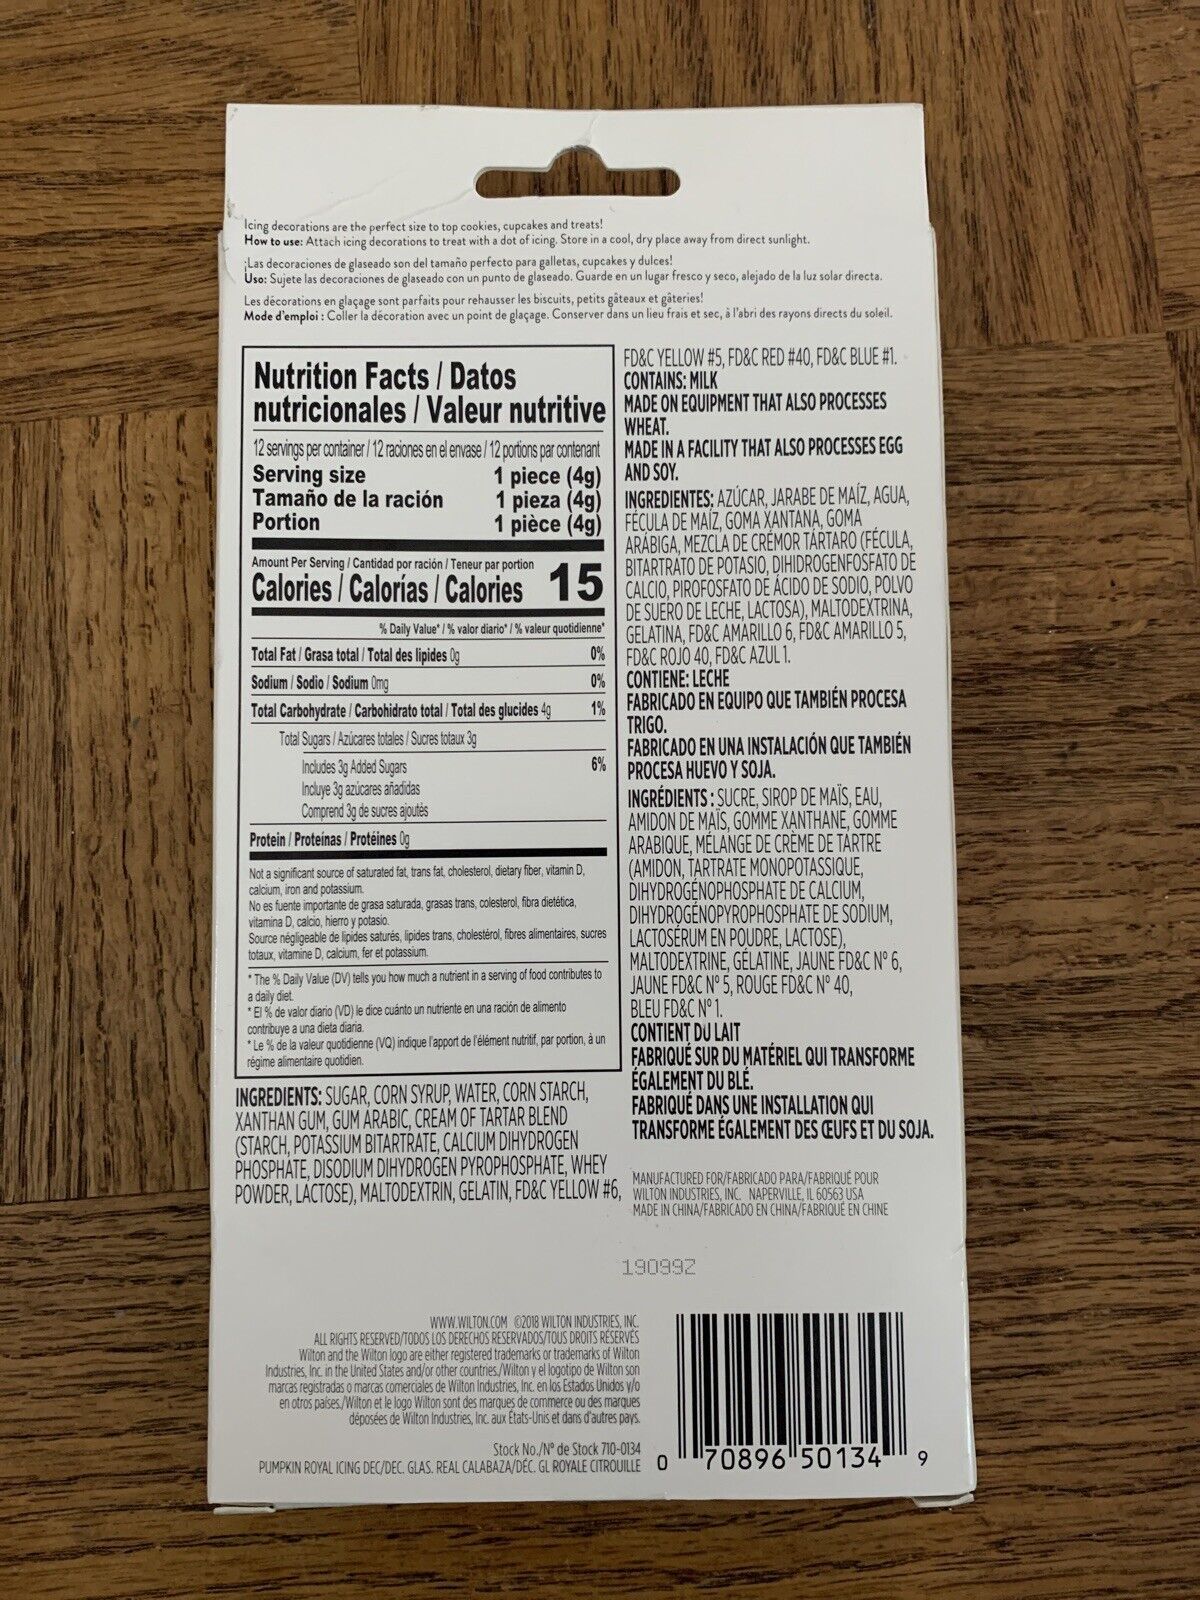 Icing decorations are the perfect size to top cookies, cupcakes and treats!
How to use: Attach icing decorations to treat with a dot of icing. Store in a cool, dry place away from direct sunlight.
¡Las decoraciones de glaseado son del tamaño perfecto para galletas, cupcakes y dulces!
Uso: Sujete las decoraciones de glaseado con un punto de glaseado. Guarde en un lugar fresco y seco, alejado de la luz solar directa.
Les décorations en glaçage sont parfaits pour rehausser les biscuits, petits gâteaux et gâteries!
Mode d'emploi : Coller la décoration avec un point de glaçage. Conserver dans un lieu frais et sec, à l'abri des rayons directs du soleil.
Nutrition Facts / Datos
nutricionales / Valeur nutritive
12 servings per container / 12 raciones en el envase / 12 portions par contenant
Serving size 1 piece (4g)
Tamaño de la ración 1 pieza (4g)
Portion 1 pièce (4g)
Amount Per Serving / Cantidad por ración / Teneur par portion
Calories / Calorías / Calories 15
% Daily Value* / % valor diario* / % valeur quotidienne*
Total Fat / Grasa total / Total des lipides 0g 0%
Sodium / Sodio / Sodium 0mg 0%
Total Carbohydrate / Carbohidrato total / Total des glucides 4g 1%
Total Sugars / Azúcares totales / Sucres totaux 3g
Includes 3g Added Sugars 6%
Incluye 3g azúcares añadidas
Comprend 3g de sucres ajoutés
Protein / Proteínas / Protéines 0g
Not a significant source of saturated fat, trans fat, cholesterol, dietary fiber, vitamin D,
calcium, iron and potassium.
No es fuente importante de grasa saturada, grasas trans, colesterol, fibra dietética,
vitamina D, calcio, hierro y potasio.
Source négligeable de lipides saturés, lipides trans, cholestérol, fibres alimentaires, sucres
totaux, vitamine D, calcium, fer et potassium.
* The % Daily Value (DV) tells you how much a nutrient in a serving of food contributes to
a daily diet.
* El % de valor diario (VD) le dice cuánto un nutriente en una ración de alimento
contribuye a una dieta diaria.
* Le % de la valeur quotidienne (VQ) indique l'apport de l'élément nutritif, par portion, à un
régime alimentaire quotidien.
INGREDIENTS: SUGAR, CORN SYRUP, WATER, CORN STARCH,
XANTHAN GUM, GUM ARABIC, CREAM OF TARTAR BLEND
(STARCH, POTASSIUM BITARTRATE, CALCIUM DIHYDROGEN
PHOSPHATE, DISODIUM DIHYDROGEN PYROPHOSPHATE, WHEY
POWDER, LACTOSE), MALTODEXTRIN, GELATIN, FD&C YELLOW #6,
FD&C YELLOW #5, FD&C RED #40, FD&C BLUE #1.
CONTAINS: MILK
MADE ON EQUIPMENT THAT ALSO PROCESSES
WHEAT.
MADE IN A FACILITY THAT ALSO PROCESSES EGG
AND SOY.
INGREDIENTES: AZÚCAR, JARABE DE MAÍZ, AGUA,
FÉCULA DE MAÍZ, GOMA XANTANA, GOMA
ARÁBIGA, MEZCLA DE CRÉMOR TÁRTARO (FÉCULA,
BITARTRATO DE POTASIO, DIHIDROGENFOSFATO DE
CALCIO, PIROFOSFATO DE ÁCIDO DE SODIO, POLVO
DE SUERO DE LECHE, LACTOSA), MALTODEXTRINA,
GELATINA, FD&C AMARILLO 6, FD&C AMARILLO 5,
FD&C ROJO 40, FD&C AZUL 1.
CONTIENE: LECHE
FABRICADO EN EQUIPO QUE TAMBIÉN PROCESA
TRIGO.
FABRICADO EN UNA INSTALACIÓN QUE TAMBIÉN
PROCESA HUEVO Y SOJA.
INGRÉDIENTS : SUCRE, SIROP DE MAÏS, EAU,
AMIDON DE MAÏS, GOMME XANTHANE, GOMME
ARABIQUE, MÉLANGE DE CRÈME DE TARTRE
(AMIDON, TARTRATE MONOPOTASSIQUE,
DIHYDROGÉNOPHOSPHATE DE CALCIUM,
DIHYDROGÉNOPYROPHOSPHATE DE SODIUM,
LACTOSÉRUM EN POUDRE, LACTOSE),
MALTODEXTRINE, GÉLATINE, JAUNE FD&C Nº 6,
JAUNE FD&C Nº 5, ROUGE FD&C Nº 40,
BLEU FD&C Nº 1.
CONTIENT DU LAIT
FABRIQUÉ SUR DU MATÉRIEL QUI TRANSFORME
ÉGALEMENT DU BLÉ.
FABRIQUÉ DANS UNE INSTALLATION QUI
TRANSFORME ÉGALEMENT DES ŒUFS ET DU SOJA.
MANUFACTURED FOR/FABRICADO PARA/FABRIQUÉ POUR
WILTON INDUSTRIES, INC. NAPERVILLE, IL 60563 USA
MADE IN CHINA/FABRICADO EN CHINA/FABRIQUÉ EN CHINE
19099Z
WWW.WILTON.COM ©2018 WILTON INDUSTRIES, INC.
ALL RIGHTS RESERVED/TODOS LOS DERECHOS RESERVADOS/TOUS DROITS RÉSERVÉS
Wilton and the Wilton logo are either registered trademarks or trademarks of Wilton
Industries, Inc. in the United States and/or other countries./Wilton y el logotipo de Wilton son
marcas registradas o marcas comerciales de Wilton Industries, Inc. en los Estados Unidos y/o
en otros países./Wilton et le logo Wilton sont des marques de commerce ou des marques
déposées de Wilton Industries, Inc. aux États-Unis et dans d'autres pays.
Stock No./Nº de Stock 710-0134
PUMPKIN ROYAL ICING DEC/DEC. GLAS. REAL CALABAZA/DÉC. GL ROYALE CITROUILLE
0 70896 50134 9